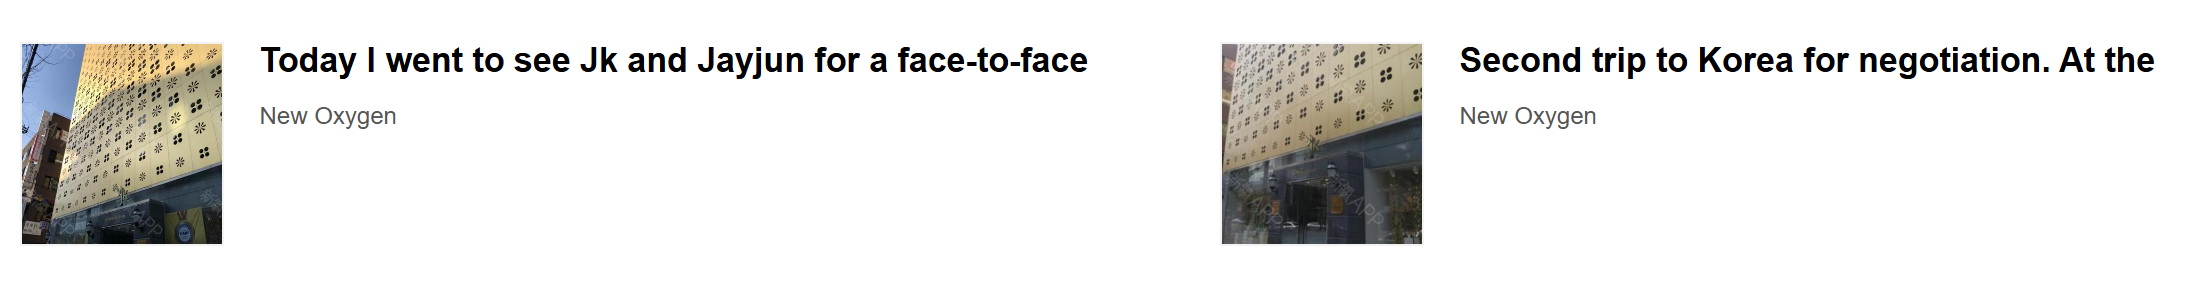 Today I went to see Jk and Jayjun for a face-to-face
New Oxygen
Second trip to Korea for negotiation. At the
New Oxygen